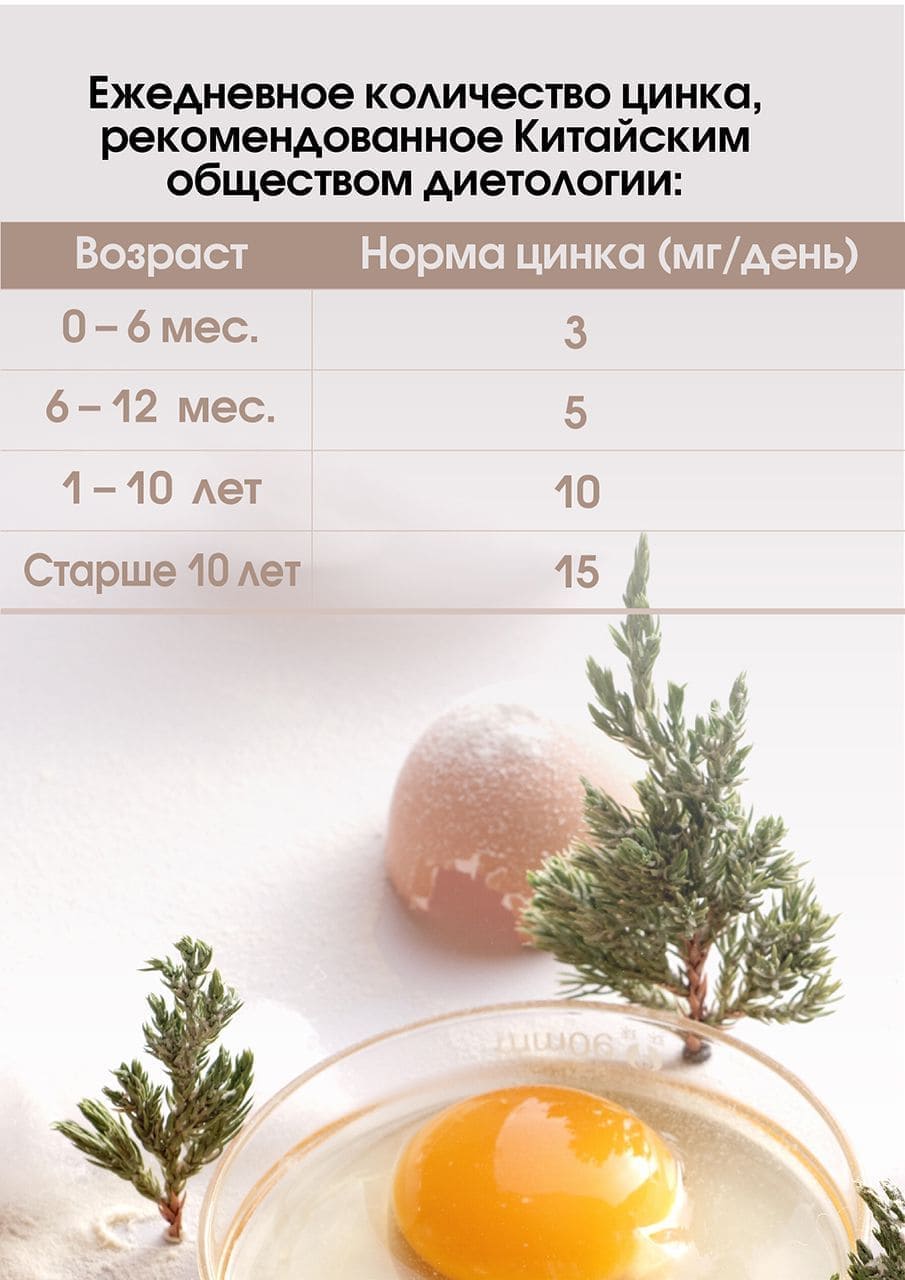 Ежедневное количество цинка,
рекомендованное Китайским
обществом диетологии:
Возраст Норма цинка (мг/день)
0 – 6 мес. 3
6 – 12 мес. 5
1 – 10 лет 10
Старше 10 лет 15
90mm